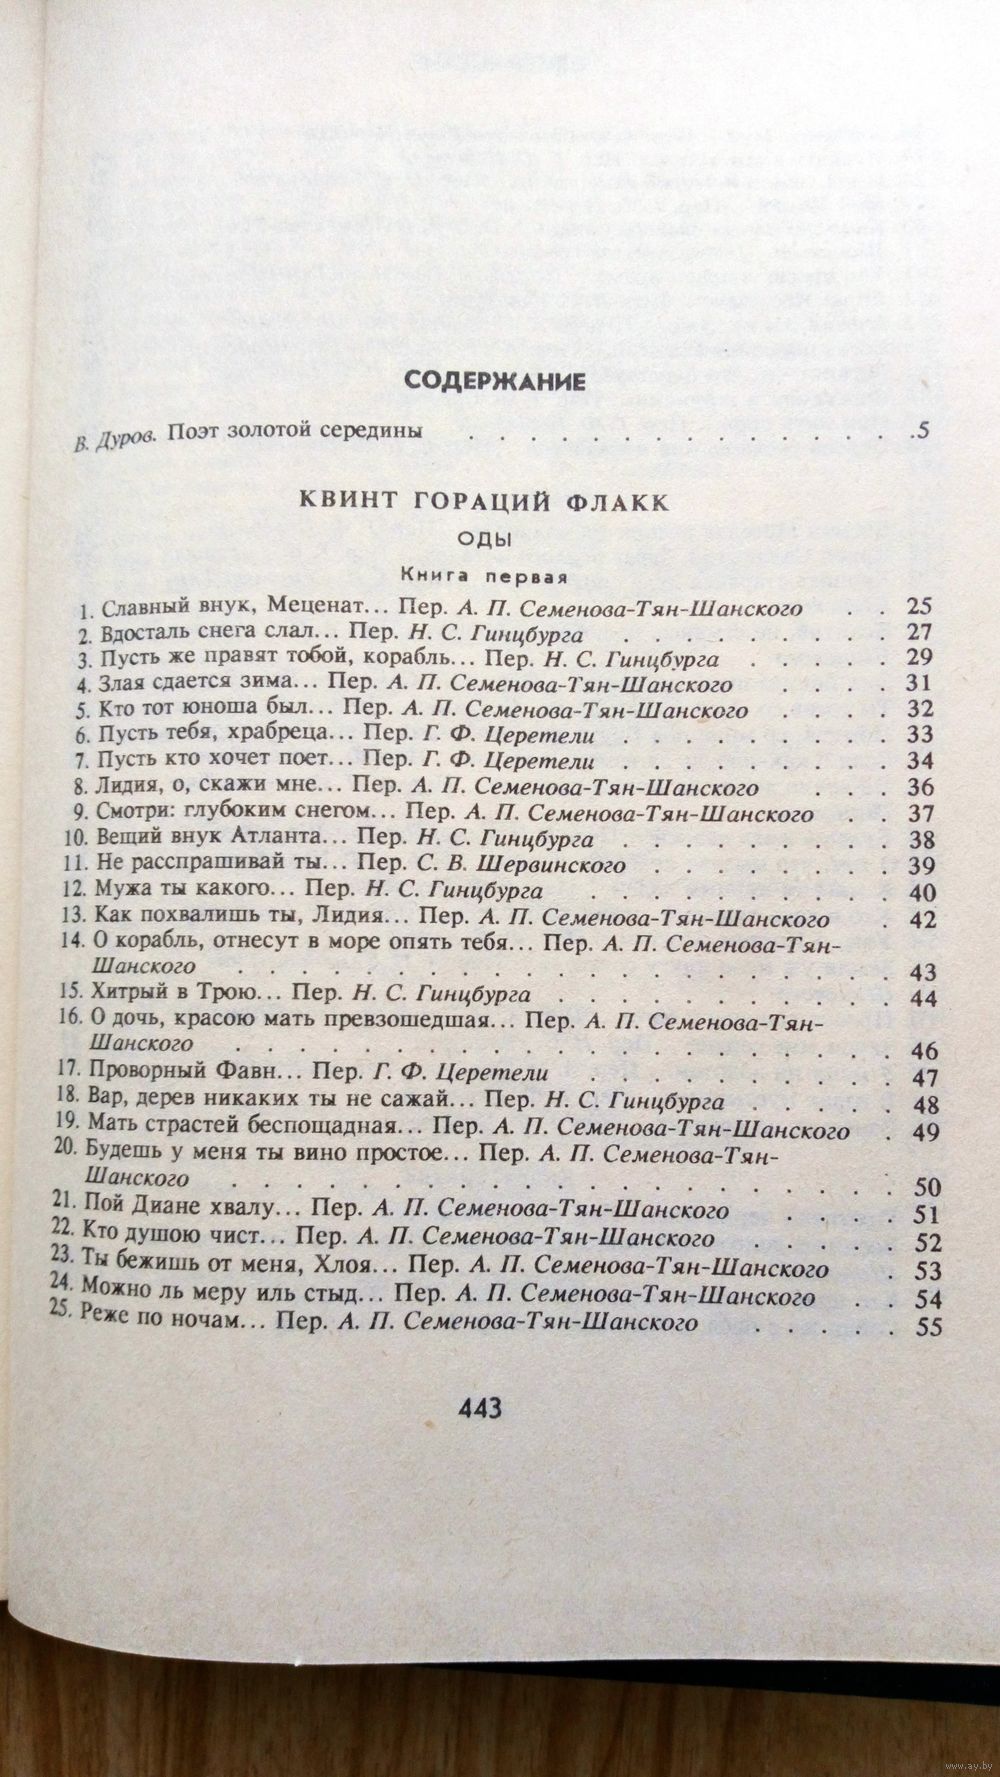 СОДЕРЖАНИЕ
В. Дуров. Поэт золотой середины . . . . . . . . . . . . . . . 5
КВИНТ ГОРАЦИЙ ФЛАКК
ОДЫ
Книга первая
1. Славный внук, Меценат... Пер. А. П. Семенова-Тян-Шанского . . 25
2. Вдосталь снега слал... Пер. Н. С. Гинцбурга . . . . . . . . . 27
3. Пусть же правят тобой, корабль... Пер. Н. С. Гинцбурга . . . . . 29
4. Злая сдается зима... Пер. А. П. Семенова-Тян-Шанского . . . . 31
5. Кто тот юноша был... Пер. А. П. Семенова-Тян-Шанского . . . . 32
6. Пусть тебя, храбреца... Пер. Г. Ф. Церетели . . . . . . . . . 33
7. Пусть кто хочет поет... Пер. Г. Ф. Церетели . . . . . . . . . 34
8. Лидия, о, скажи мне... Пер. А. П. Семенова-Тян-Шанского . . . 36
9. Смотри: глубоким снегом... Пер. А. П. Семенова-Тян-Шанского . . 37
10. Вещий внук Атланта... Пер. Н. С. Гинцбурга . . . . . . . . . 38
11. Не расспрашивай ты... Пер. С. В. Шервинского . . . . . . . . 39
12. Мужа ты какого... Пер. Н. С. Гинцбурга . . . . . . . . . . 40
13. Как похвалишь ты, Лидия... Пер. А. П. Семенова-Тян-Шанского . 42
14. О корабль, отнесут в море опять тебя... Пер. А. П. Семенова-Тян-
Шанского . . . . . . . . . . . . . . . . . . . . . 43
15. Хитрый в Трою... Пер. Н. С. Гинцбурга . . . . . . . . . . . 44
16. О дочь, красою мать превзошедшая... Пер. А. П. Семенова-Тян-
Шанского . . . . . . . . . . . . . . . . . . . . . 46
17. Проворный Фавн... Пер. Г. Ф. Церетели . . . . . . . . . . 47
18. Вар, дерев никаких ты не сажай... Пер. Н. С. Гинцбурга . . . . . 48
19. Мать страстей беспощадная... Пер. А. П. Семенова-Тян-Шанского . 49
20. Будешь у меня ты вино простое... Пер. А. П. Семенова-Тян-
Шанского . . . . . . . . . . . . . . . . . . . . . 50
21. Пой Диане хвалу... Пер. А. П. Семенова-Тян-Шанского . . . . 51
22. Кто душою чист... Пер. А. П. Семенова-Тян-Шанского . . . . . 52
23. Ты бежишь от меня, Хлоя... Пер. А. П. Семенова-Тян-Шанского . 53
24. Можно ль меру иль стыд... Пер. А. П. Семенова-Тян-Шанского . . 54
25. Реже по ночам... Пер. А. П. Семенова-Тян-Шанского . . . . . 55
443
www.ay.by